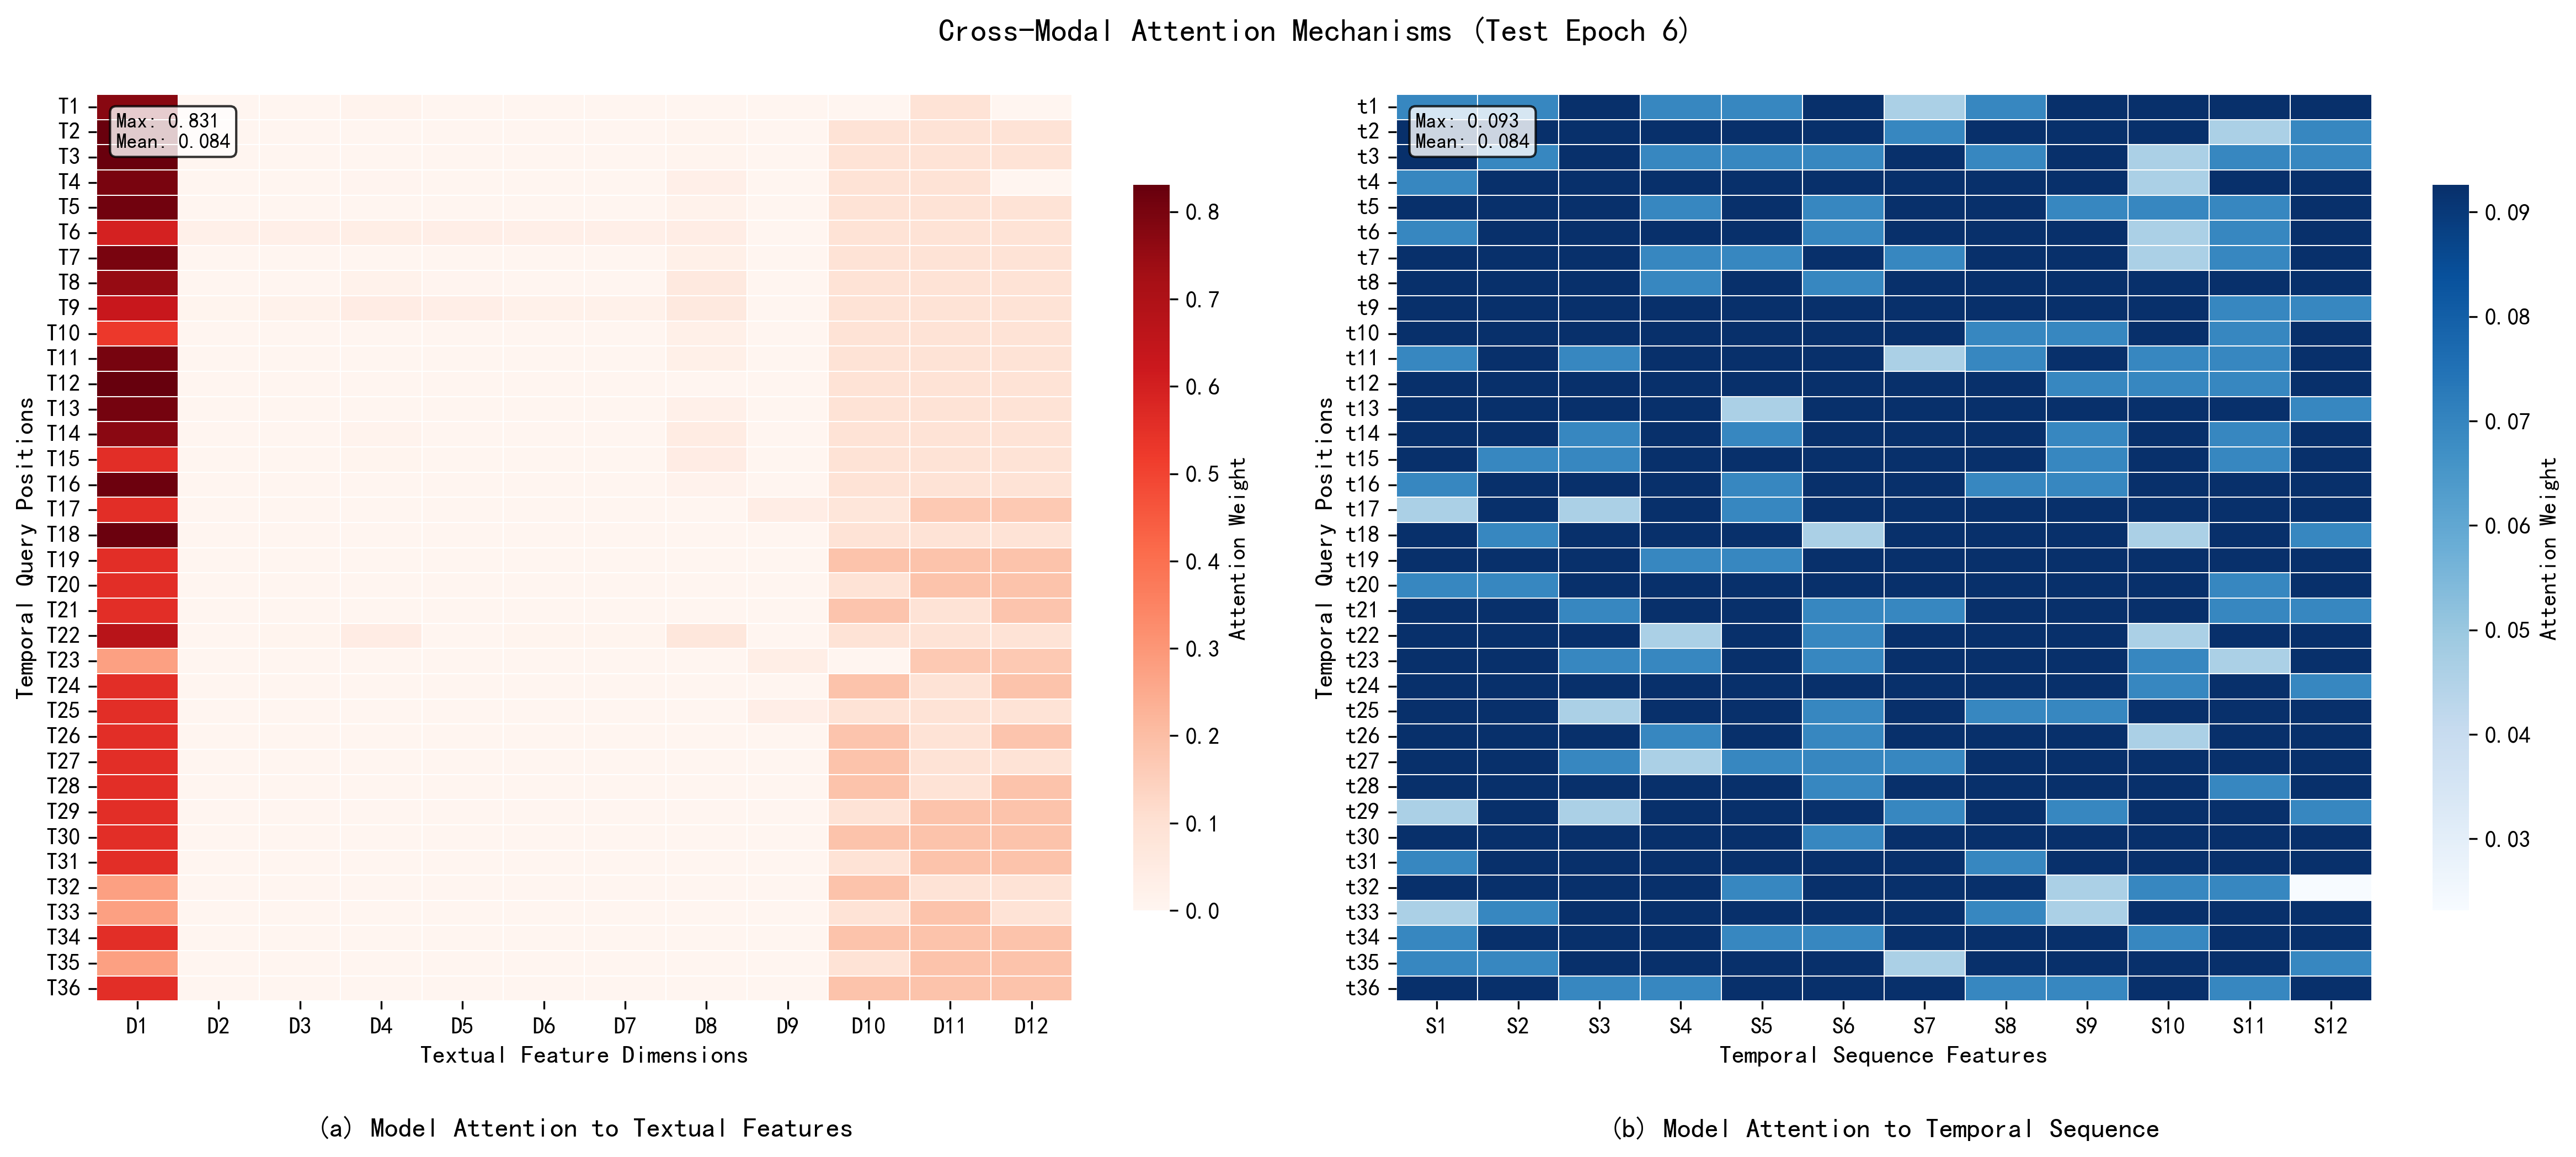 Cross-Modal Attention Mechanisms (Test Epoch 6)
Temporal Query Positions
T1
T2
T3
T4
T5
T6
T7
T8
T9
T10
T11
T12
T13
T14
T15
T16
T17
T18
T19
T20
T21
T22
T23
T24
T25
T26
T27
T28
T29
T30
T31
T32
T33
T34
T35
T36
Max: 0.831
Mean: 0.084
D1 D2 D3 D4 D5 D6 D7 D8 D9 D10 D11 D12
Textual Feature Dimensions
0.8
0.7
0.6
0.5
0.4
0.3
0.2
0.1
0.0
Attention Weight
(a) Model Attention to Textual Features
Temporal Query Positions
t1
t2
t3
t4
t5
t6
t7
t8
t9
t10
t11
t12
t13
t14
t15
t16
t17
t18
t19
t20
t21
t22
t23
t24
t25
t26
t27
t28
t29
t30
t31
t32
t33
t34
t35
t36
Max: 0.093
Mean: 0.084
S1 S2 S3 S4 S5 S6 S7 S8 S9 S10 S11 S12
Temporal Sequence Features
0.09
0.08
0.07
0.06
0.05
0.04
0.03
Attention Weight
(b) Model Attention to Temporal Sequence